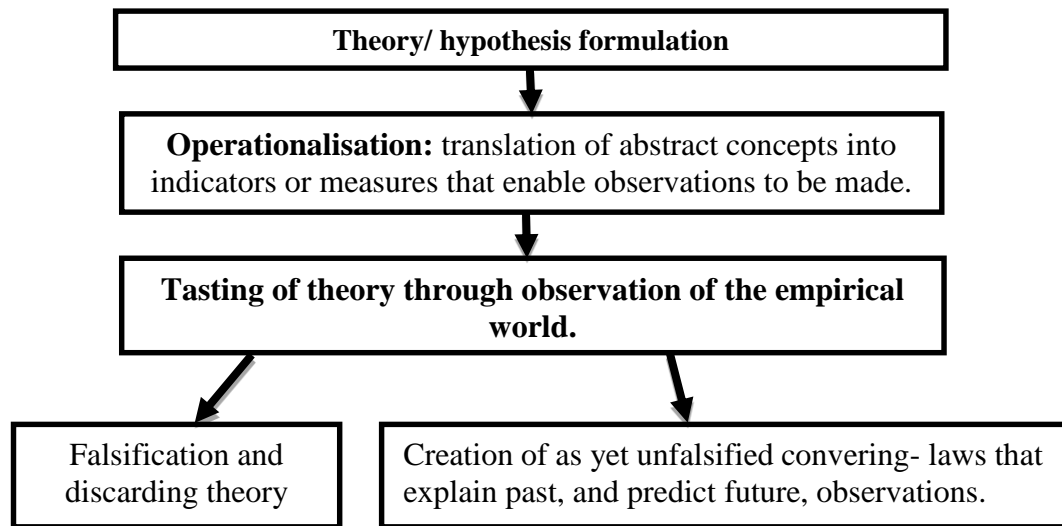 Theory/ hypothesis formulation
Operationalisation: translation of abstract concepts into
indicators or measures that enable observations to be made.
Tasting of theory through observation of the empirical
world.
Falsification and
discarding theory
Creation of as yet unfalsified convering- laws that
explain past, and predict future, observations.